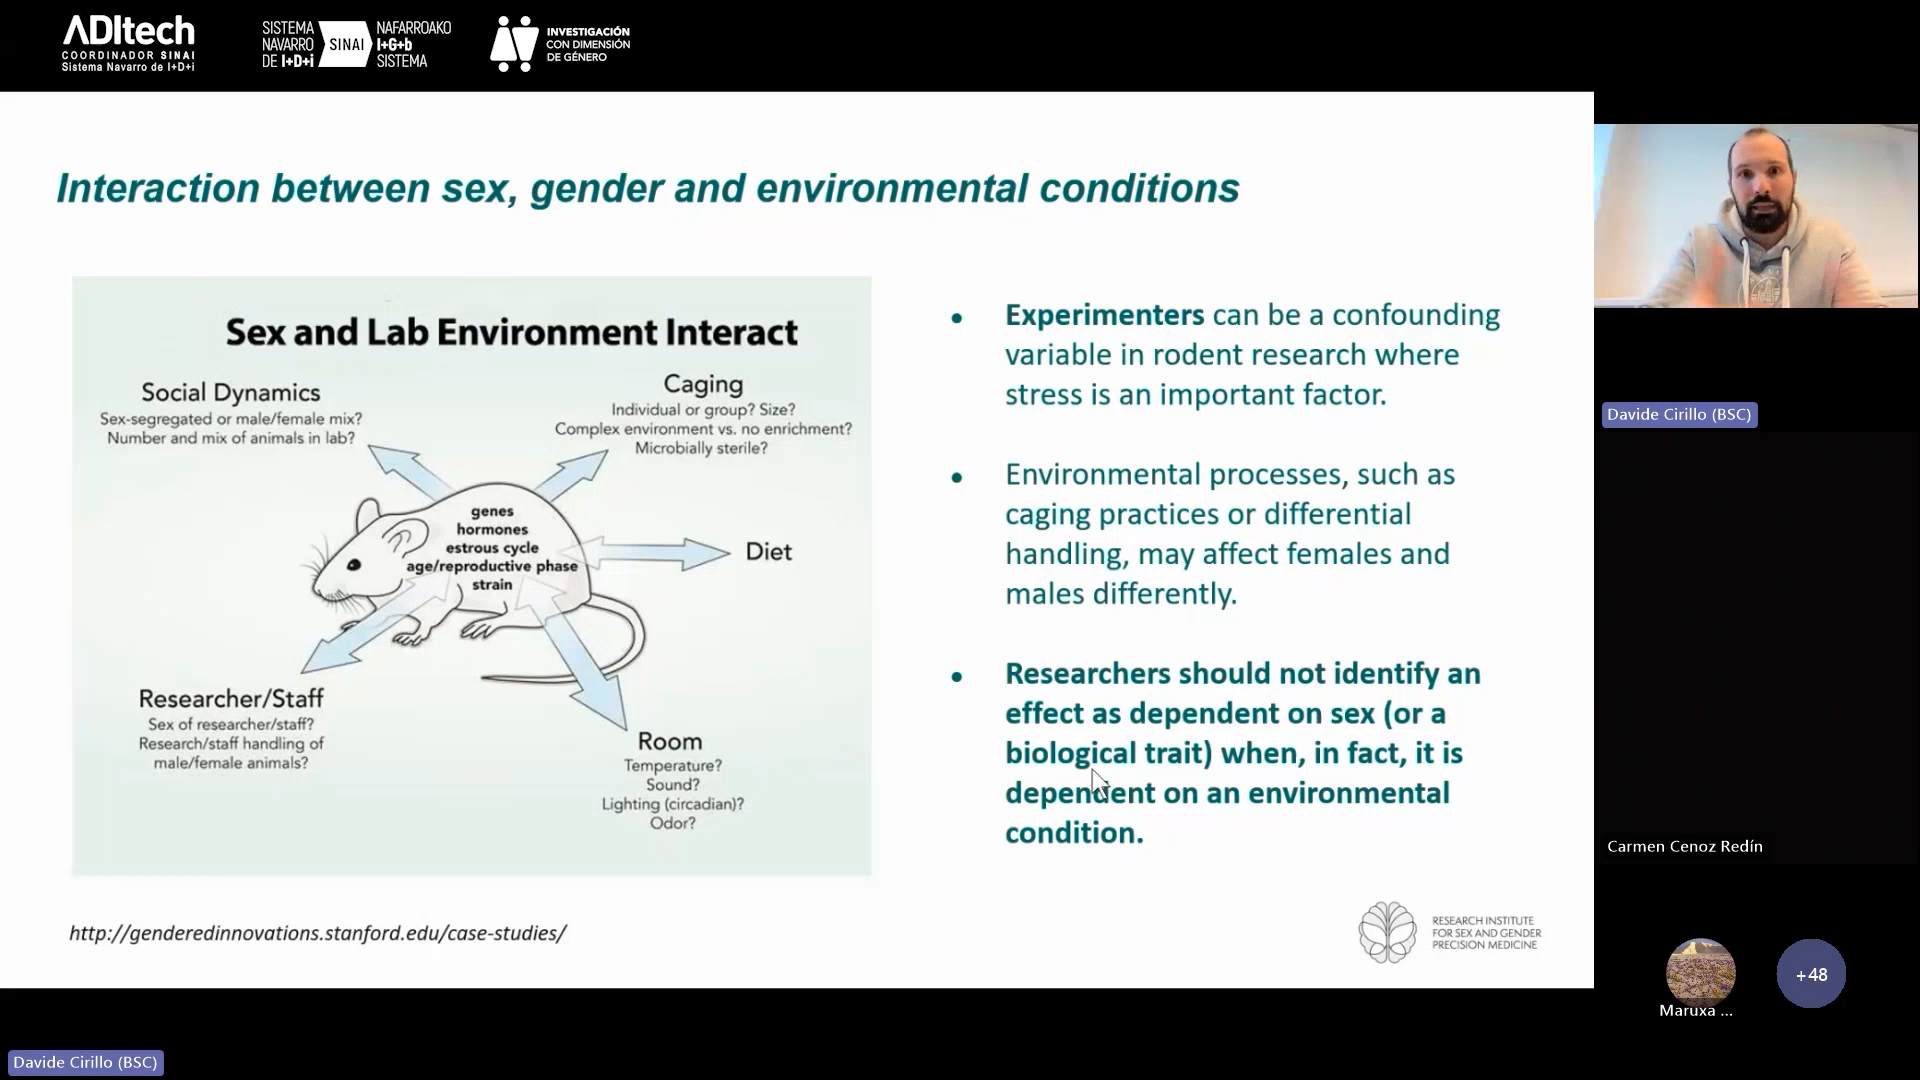 ADItech
COORDINADOR SINAI
Sistema Navarro de I+D+i
SISTEMA
NAVARRO
DE I+D+i
SINAI
NAFARROAKO
I+G+b
SISTEMA
INVESTIGACIÓN
CON DIMENSIÓN
DE GÉNERO
Interaction between sex, gender and environmental conditions
Sex and Lab Environment Interact
Social Dynamics
Sex-segregated or male/female mix?
Number and mix of animals in lab?
Caging
Individual or group? Size?
Complex environment vs. no enrichment?
Microbially sterile?
genes
hormones
estrous cycle
age/reproductive phase
strain
Diet
Researcher/Staff
Sex of researcher/staff?
Research/staff handling of
male/female animals?
Room
Temperature?
Sound?
Lighting (circadian)?
Odor?
• Experimenters can be a confounding
variable in rodent research where
stress is an important factor.
• Environmental processes, such as
caging practices or differential
handling, may affect females and
males differently.
• Researchers should not identify an
effect as dependent on sex (or a
biological trait) when, in fact, it is
dependent on an environmental
condition.
http://genderedinnovations.stanford.edu/case-studies/
RESEARCH INSTITUTE
FOR SEX AND GENDER
PRECISION MEDICINE
Davide Cirillo (BSC)
Carmen Cenoz Redín
Maruxa ...
+48
Davide Cirillo (BSC)